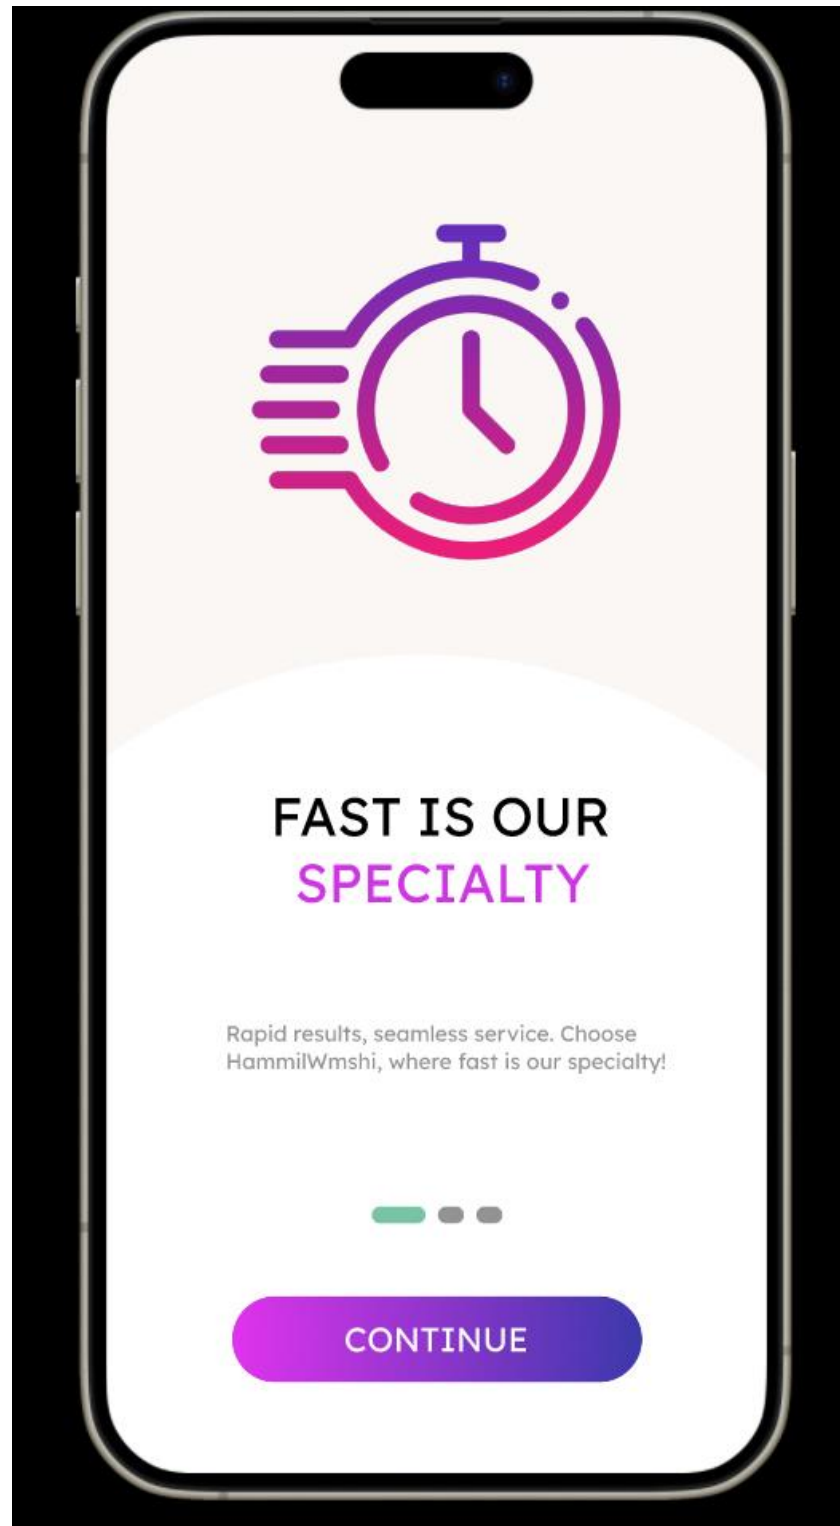 FAST IS OUR
SPECIALTY
Rapid results, seamless service. Choose
HammilWmshi, where fast is our specialty!
CONTINUE